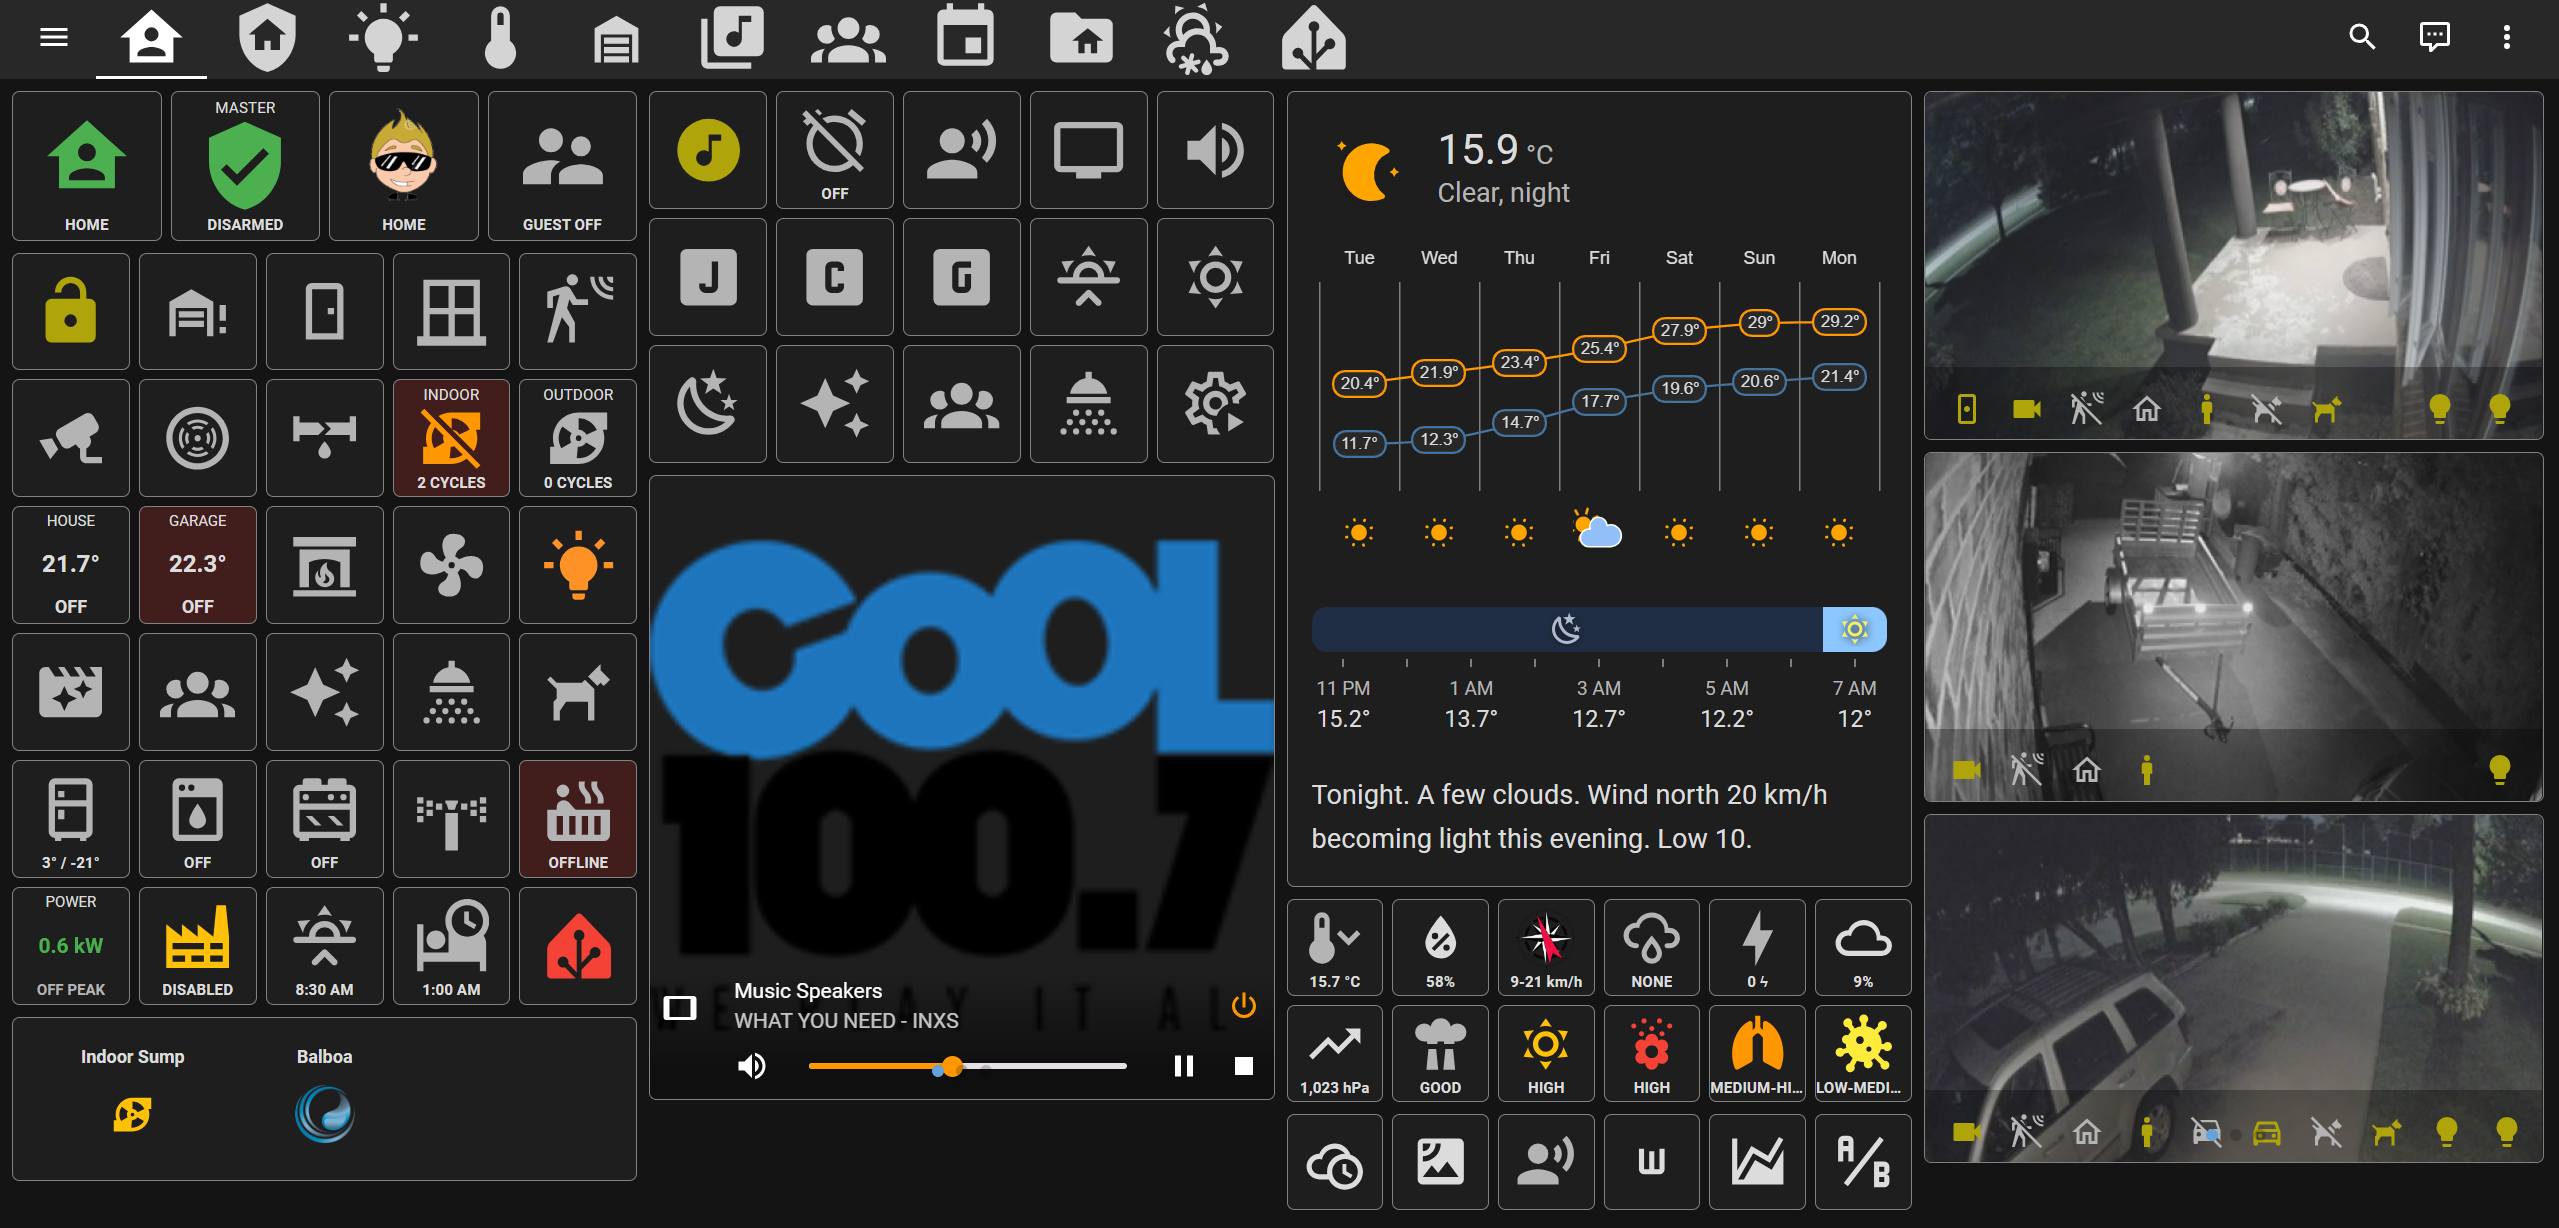 MASTER
HOME
DISARMED
HOME
GUEST OFF
INDOOR
2 CYCLES
OUTDOOR
0 CYCLES
HOUSE
21.7°
OFF
GARAGE
22.3°
OFF
3° / -21°
OFF
OFF
OFFLINE
POWER
0.6 kW
OFF PEAK
DISABLED
8:30 AM
1:00 AM
Indoor Sump
Balboa
OFF
J
C
G
COOL
100.7
WE PLAY IT AL
Music Speakers
WHAT YOU NEED - INXS
15.9 °C
Clear, night
Tue Wed Thu Fri Sat Sun Mon
20.4° 21.9° 23.4° 25.4° 27.9° 29° 29.2°
11.7° 12.3° 14.7° 17.7° 19.6° 20.6° 21.4°
11 PM 1 AM 3 AM 5 AM 7 AM
15.2° 13.7° 12.7° 12.2° 12°
Tonight. A few clouds. Wind north 20 km/h
becoming light this evening. Low 10.
15.7 °C
58%
9-21 km/h
NONE
0 ϟ
9%
1,023 hPa
GOOD
HIGH
HIGH
MEDIUM-HI...
LOW-MEDI...
W
A/B